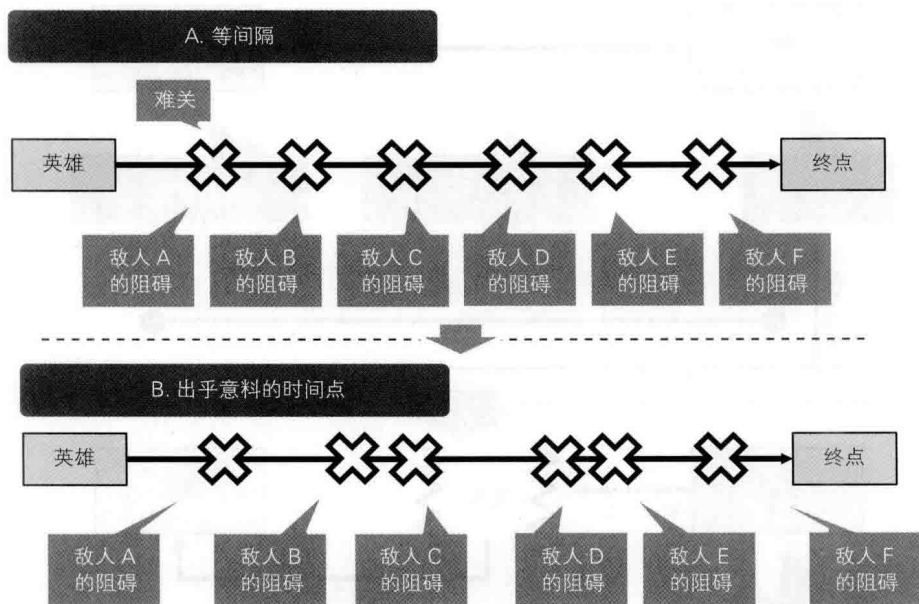 A. 等间隔
难关
英雄
终点
敌人 A
的阻碍
敌人 B
的阻碍
敌人 C
的阻碍
敌人 D
的阻碍
敌人 E
的阻碍
敌人 F
的阻碍
B. 出乎意料的时间点
英雄
终点
敌人 A
的阻碍
敌人 B
的阻碍
敌人 C
的阻碍
敌人 D
的阻碍
敌人 E
的阻碍
敌人 F
的阻碍